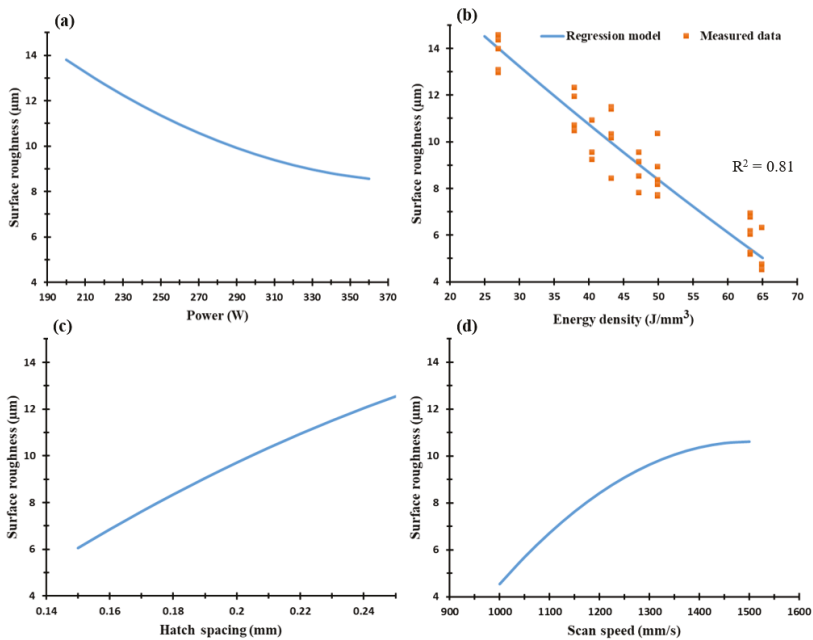 (a)
Surface roughness (µm)
14
12
10
8
6
4
190 210 230 250 270 290 310 330 350 370
Power (W)
(b)
Regression model Measured data
Surface roughness (µm)
14
12
10
8
6
4
R² = 0.81
20 25 30 35 40 45 50 55 60 65 70
Energy density (J/mm³)
(c)
Surface roughness (µm)
14
12
10
8
6
4
0.14 0.16 0.18 0.2 0.22 0.24
Hatch spacing (mm)
(d)
Surface roughness (µm)
14
12
10
8
6
4
900 1000 1100 1200 1300 1400 1500 1600
Scan speed (mm/s)